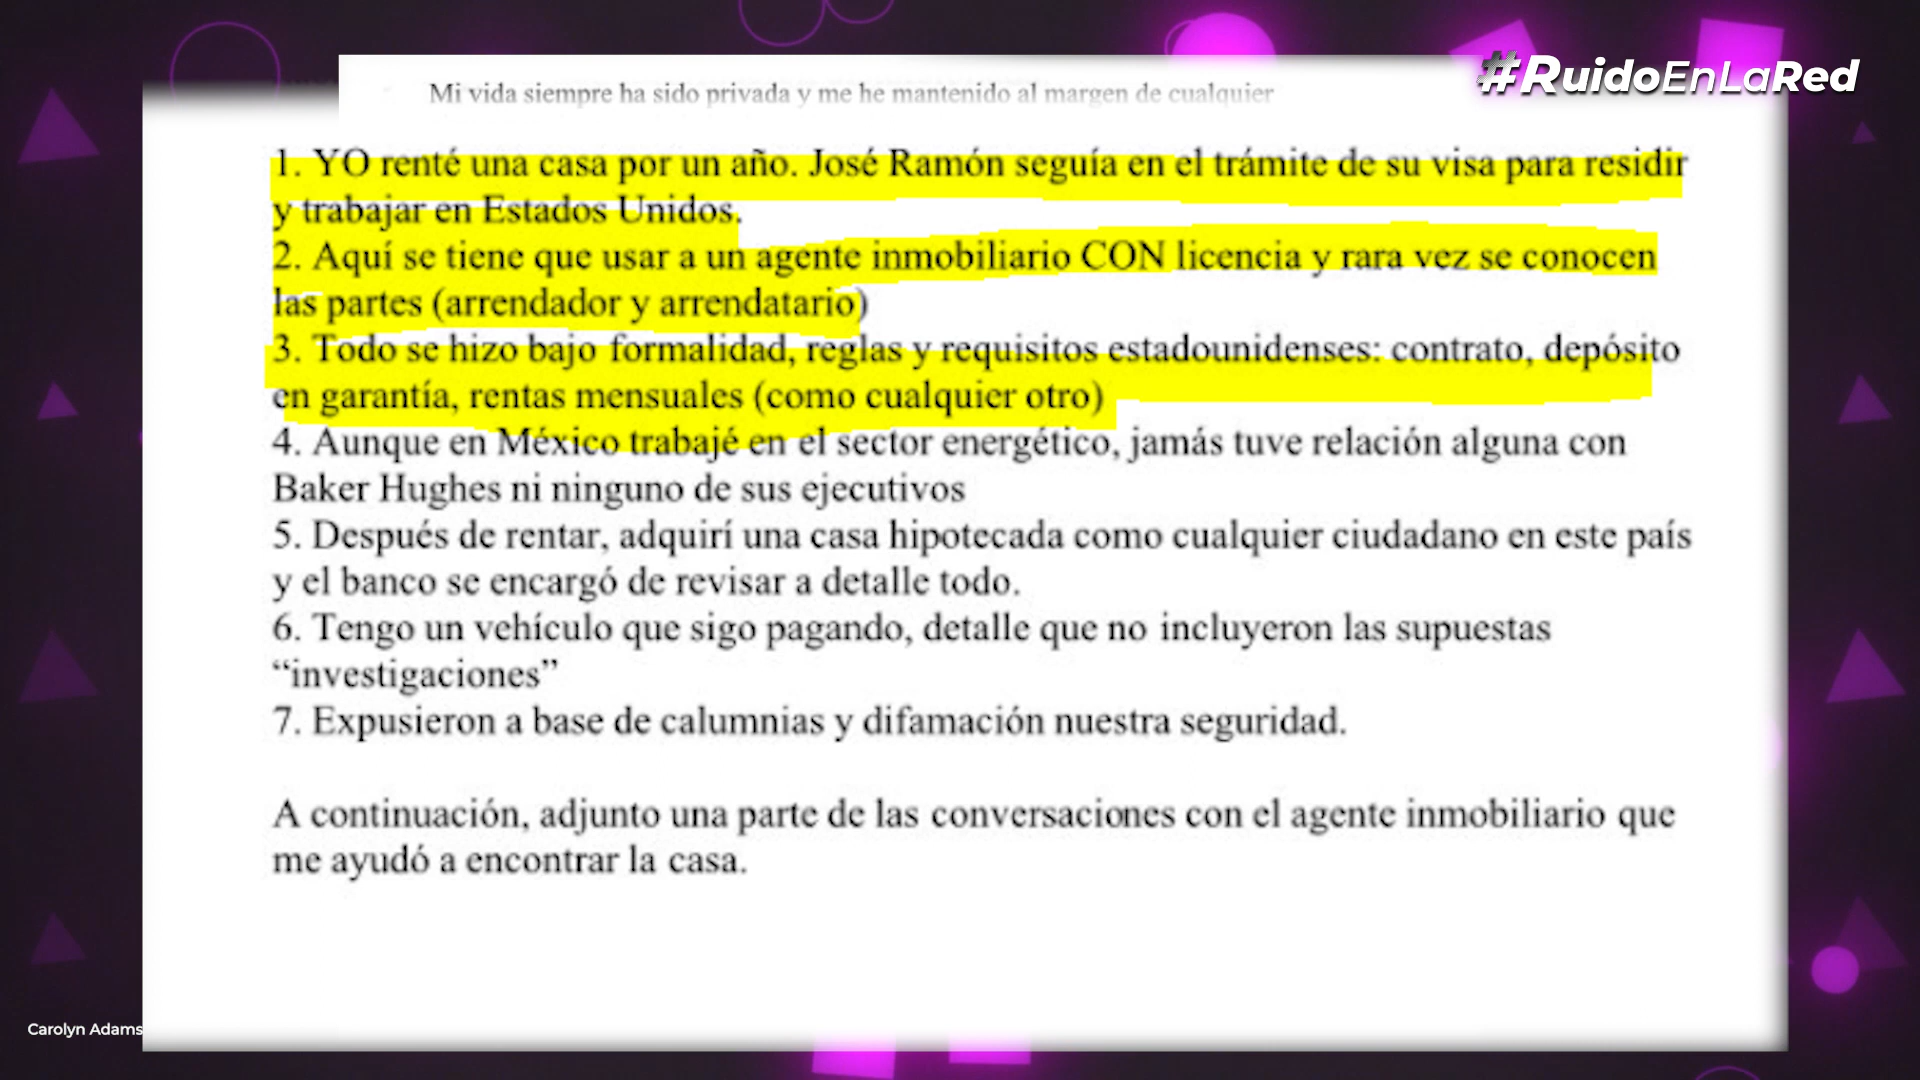 #RuidoEnLaRed
Mi vida siempre ha sido privada y me he mantenido al margen de cualquier
1. YO renté una casa por un año. José Ramón seguía en el trámite de su visa para residir
y trabajar en Estados Unidos.
2. Aquí se tiene que usar a un agente inmobiliario CON licencia y rara vez se conocen
las partes (arrendador y arrendatario)
3. Todo se hizo bajo formalidad, reglas y requisitos estadounidenses: contrato, depósito
en garantía, rentas mensuales (como cualquier otro)
4. Aunque en México trabajé en el sector energético, jamás tuve relación alguna con
Baker Hughes ni ninguno de sus ejecutivos
5. Después de rentar, adquirí una casa hipotecada como cualquier ciudadano en este país
y el banco se encargó de revisar a detalle todo.
6. Tengo un vehículo que sigo pagando, detalle que no incluyeron las supuestas
“investigaciones”
7. Expusieron a base de calumnias y difamación nuestra seguridad.
A continuación, adjunto una parte de las conversaciones con el agente inmobiliario que
me ayudó a encontrar la casa.
Carolyn Adams